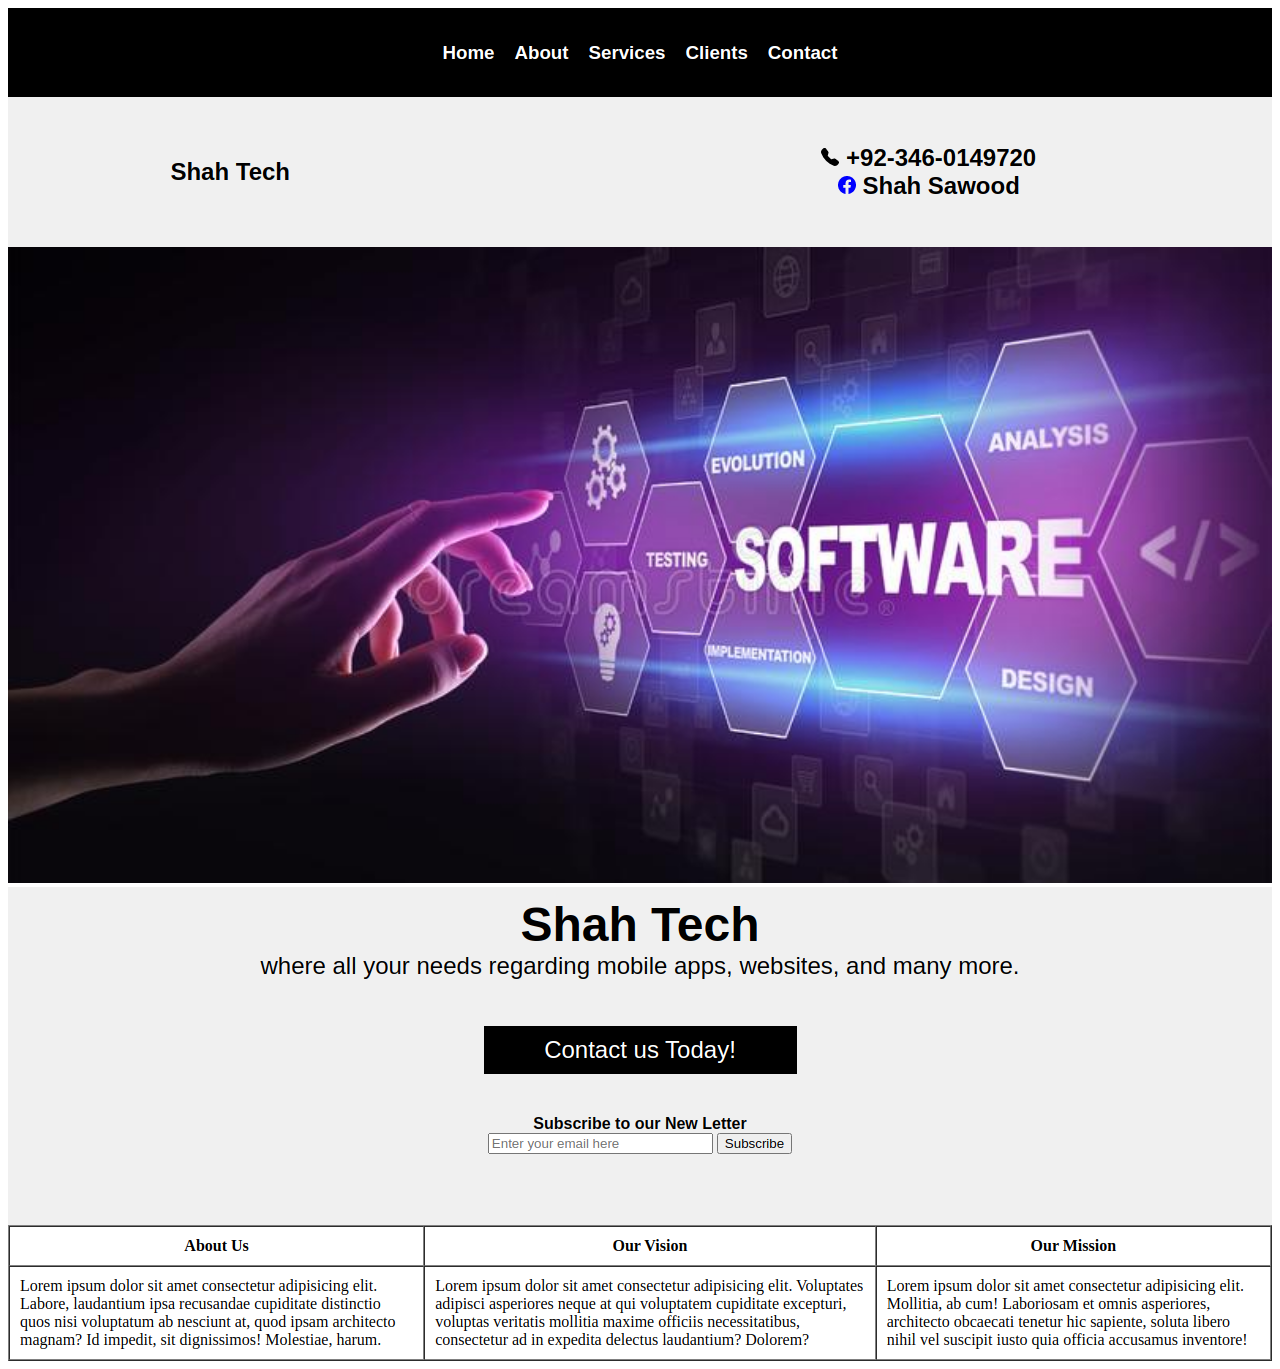 Home About Services Clients Contact
Shah Tech
+92-346-0149720
Shah Sawood
ANALYSIS
EVOLUTION
TESTING
SOFTWARE
</>
dreamstime®
IMPLEMENTATION
DESIGN
Shah Tech
where all your needs regarding mobile apps, websites, and many more.
Contact us Today!
Subscribe to our New Letter
Enter your email here Subscribe
About Us
Our Vision
Our Mission
Lorem ipsum dolor sit amet consectetur adipisicing elit.
Labore, laudantium ipsa recusandae cupiditate distinctio
quos nisi voluptatum ab nesciunt at, quod ipsam architecto
magnam? Id impedit, sit dignissimos! Molestiae, harum.
Lorem ipsum dolor sit amet consectetur adipisicing elit. Voluptates
adipisci asperiores neque at qui voluptatem cupiditate excepturi,
voluptas veritatis mollitia maxime officiis necessitatibus,
consectetur ad in expedita delectus laudantium? Dolorem?
Lorem ipsum dolor sit amet consectetur adipisicing elit.
Mollitia, ab cum! Laboriosam et omnis asperiores,
architecto obcaecati tenetur hic sapiente, soluta libero
nihil vel suscipit iusto quia officia accusamus inventore!